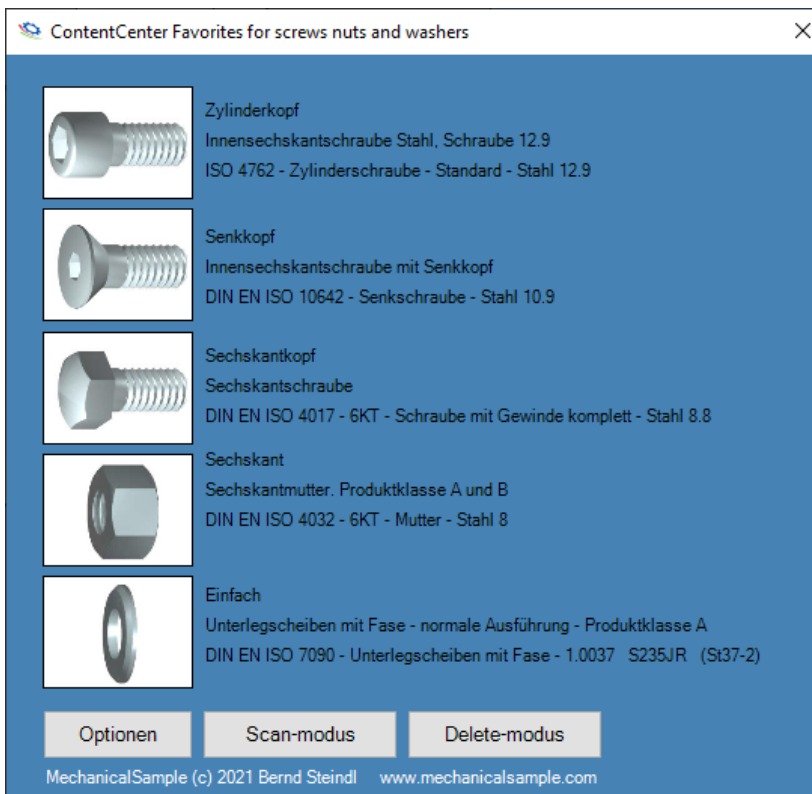 ContentCenter Favorites for screws nuts and washers
Zylinderkopf
Innensechskantschraube Stahl, Schraube 12.9
ISO 4762 - Zylinderschraube - Standard - Stahl 12.9
Senkkopf
Innensechskantschraube mit Senkkopf
DIN EN ISO 10642 - Senkschraube - Stahl 10.9
Sechskantkopf
Sechskantschraube
DIN EN ISO 4017 - 6KT - Schraube mit Gewinde komplett - Stahl 8.8
Sechskant
Sechskantmutter. Produktklasse A und B
DIN EN ISO 4032 - 6KT - Mutter - Stahl 8
Einfach
Unterlegscheiben mit Fase - normale Ausführung - Produktklasse A
DIN EN ISO 7090 - Unterlegscheiben mit Fase - 1.0037 S235JR (St37-2)
Optionen Scan-modus Delete-modus
MechanicalSample (c) 2021 Bernd Steindl www.mechanicalsample.com